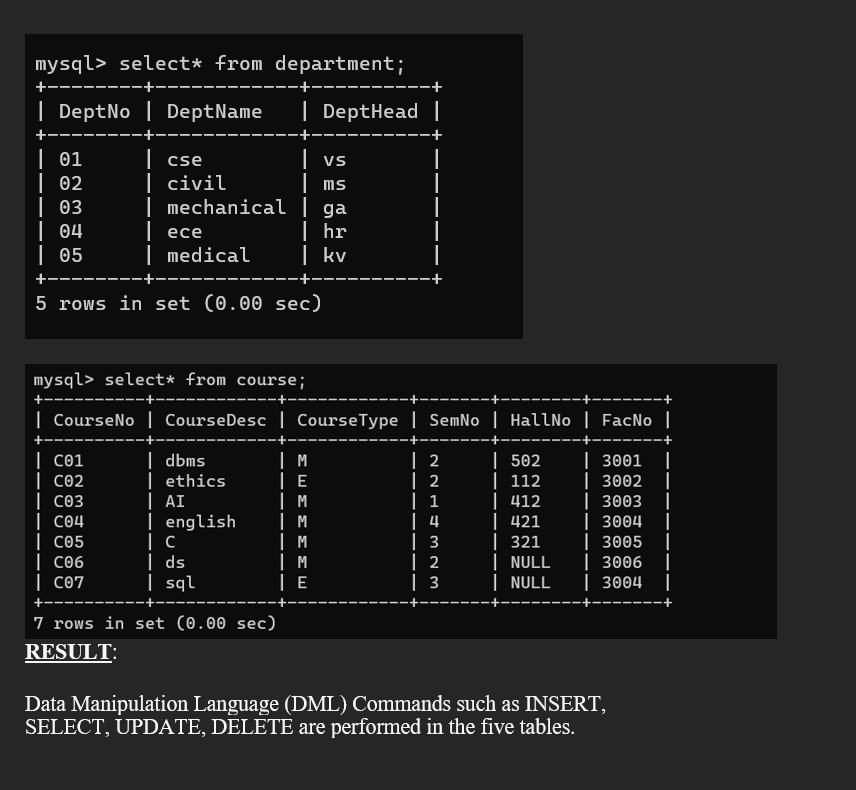 mysql> select* from department;
+--------+------------+----------+
| DeptNo | DeptName   | DeptHead |
+--------+------------+----------+
| 01     | cse        | vs       |
| 02     | civil      | ms       |
| 03     | mechanical | ga       |
| 04     | ece        | hr       |
| 05     | medical    | kv       |
+--------+------------+----------+
5 rows in set (0.00 sec)
mysql> select* from course;
+----------+------------+------------+-------+--------+-------+
| CourseNo | CourseDesc | CourseType | SemNo | HallNo | FacNo |
+----------+------------+------------+-------+--------+-------+
| C01      | dbms       | M          | 2     | 502    | 3001  |
| C02      | ethics     | E          | 2     | 112    | 3002  |
| C03      | AI         | M          | 1     | 412    | 3003  |
| C04      | english    | M          | 4     | 421    | 3004  |
| C05      | C          | M          | 3     | 321    | 3005  |
| C06      | ds         | M          | 2     | NULL   | 3006  |
| C07      | sql        | E          | 3     | NULL   | 3004  |
+----------+------------+------------+-------+--------+-------+
7 rows in set (0.00 sec)
RESULT:
Data Manipulation Language (DML) Commands such as INSERT,
SELECT, UPDATE, DELETE are performed in the five tables.